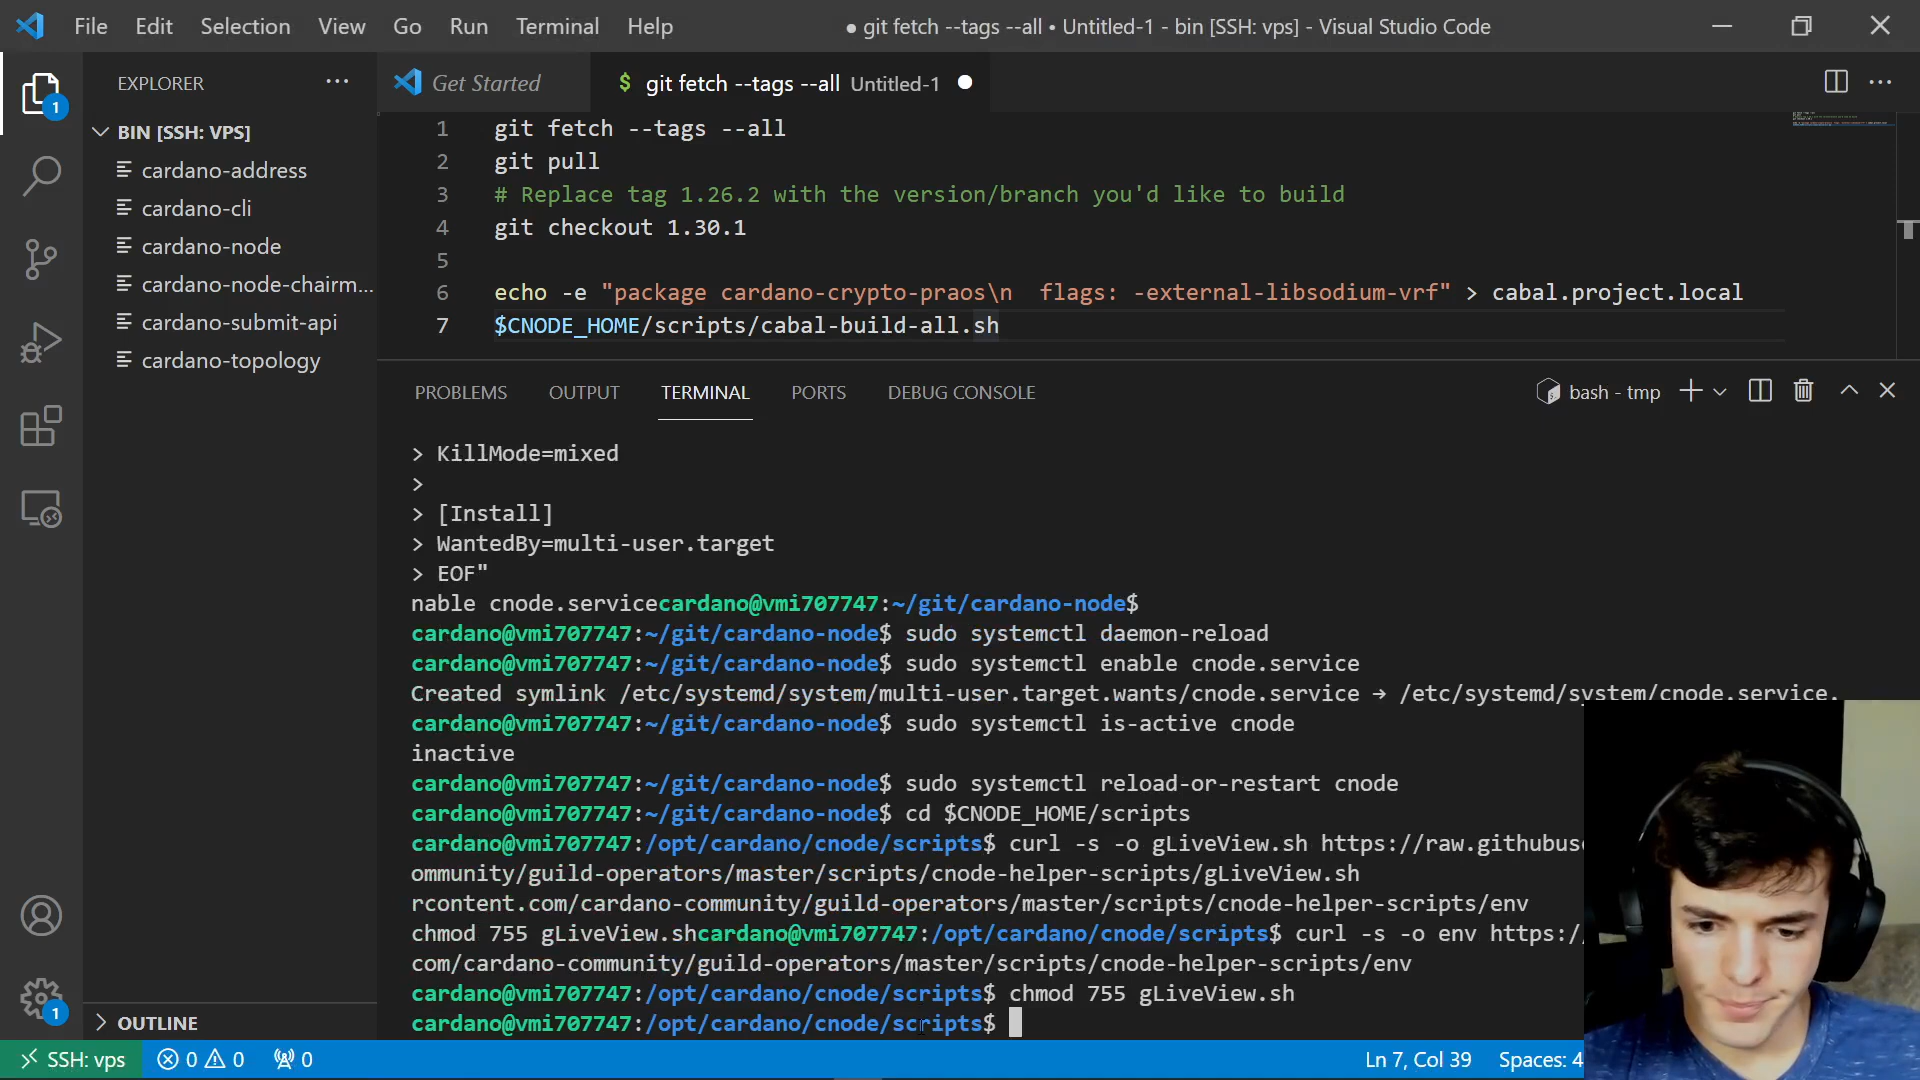 File Edit Selection View Go Run Terminal Help
● git fetch --tags --all • Untitled-1 - bin [SSH: vps] - Visual Studio Code
EXPLORER
Get Started
$ git fetch --tags --all Untitled-1
BIN [SSH: VPS]
cardano-address
cardano-cli
cardano-node
cardano-node-chairm...
cardano-submit-api
cardano-topology
OUTLINE
1 git fetch --tags --all
2 git pull
3 # Replace tag 1.26.2 with the version/branch you'd like to build
4 git checkout 1.30.1
5
6 echo -e "package cardano-crypto-praos\n  flags: -external-libsodium-vrf" > cabal.project.local
7 $CNODE_HOME/scripts/cabal-build-all.sh
PROBLEMS OUTPUT TERMINAL PORTS DEBUG CONSOLE
bash - tmp
> KillMode=mixed
>
> [Install]
> WantedBy=multi-user.target
> EOF"
nable cnode.servicecardano@vmi707747:~/git/cardano-node$
cardano@vmi707747:~/git/cardano-node$ sudo systemctl daemon-reload
cardano@vmi707747:~/git/cardano-node$ sudo systemctl enable cnode.service
Created symlink /etc/systemd/system/multi-user.target.wants/cnode.service → /etc/systemd/system/cnode.service.
cardano@vmi707747:~/git/cardano-node$ sudo systemctl is-active cnode
inactive
cardano@vmi707747:~/git/cardano-node$ sudo systemctl reload-or-restart cnode
cardano@vmi707747:~/git/cardano-node$ cd $CNODE_HOME/scripts
cardano@vmi707747:/opt/cardano/cnode/scripts$ curl -s -o gLiveView.sh https://raw.githubus
ommunity/guild-operators/master/scripts/cnode-helper-scripts/gLiveView.sh
rcontent.com/cardano-community/guild-operators/master/scripts/cnode-helper-scripts/env
chmod 755 gLiveView.shcardano@vmi707747:/opt/cardano/cnode/scripts$ curl -s -o env https:/
com/cardano-community/guild-operators/master/scripts/cnode-helper-scripts/env
cardano@vmi707747:/opt/cardano/cnode/scripts$ chmod 755 gLiveView.sh
cardano@vmi707747:/opt/cardano/cnode/scripts$
1
1
SSH: vps 0 0 0
Ln 7, Col 39 Spaces: 4